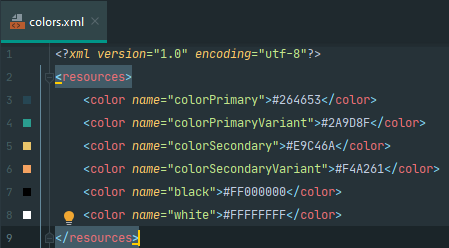 colors.xml
1 <?xml version="1.0" encoding="utf-8"?>
2 <resources>
3 <color name="colorPrimary">#264653</color>
4 <color name="colorPrimaryVariant">#2A9D8F</color>
5 <color name="colorSecondary">#E9C46A</color>
6 <color name="colorSecondaryVariant">#F4A261</color>
7 <color name="black">#FF000000</color>
8 <color name="white">#FFFFFFFF</color>
9 </resources>